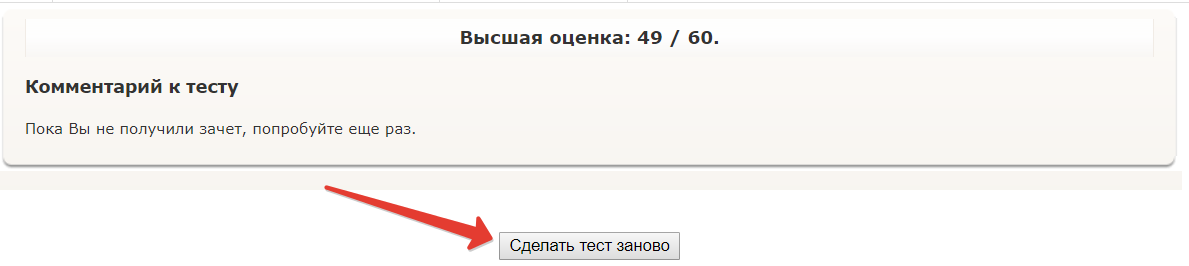 Высшая оценка: 49 / 60.
Комментарий к тесту
Пока Вы не получили зачет, попробуйте еще раз.
Сделать тест заново